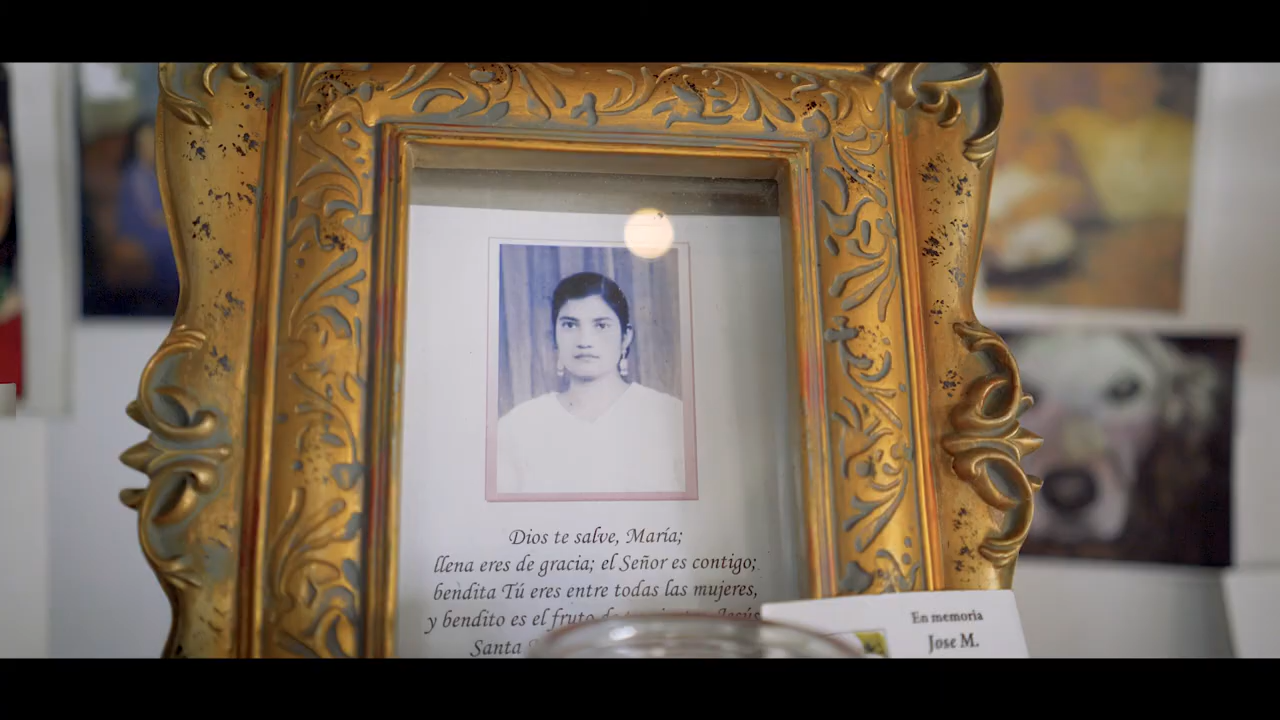 Dios te salve, María;
llena eres de gracia; el Señor es contigo;
bendita Tú eres entre todas las mujeres,
y bendito es el fruto Jesús
Santa
En memoria
Jose M.